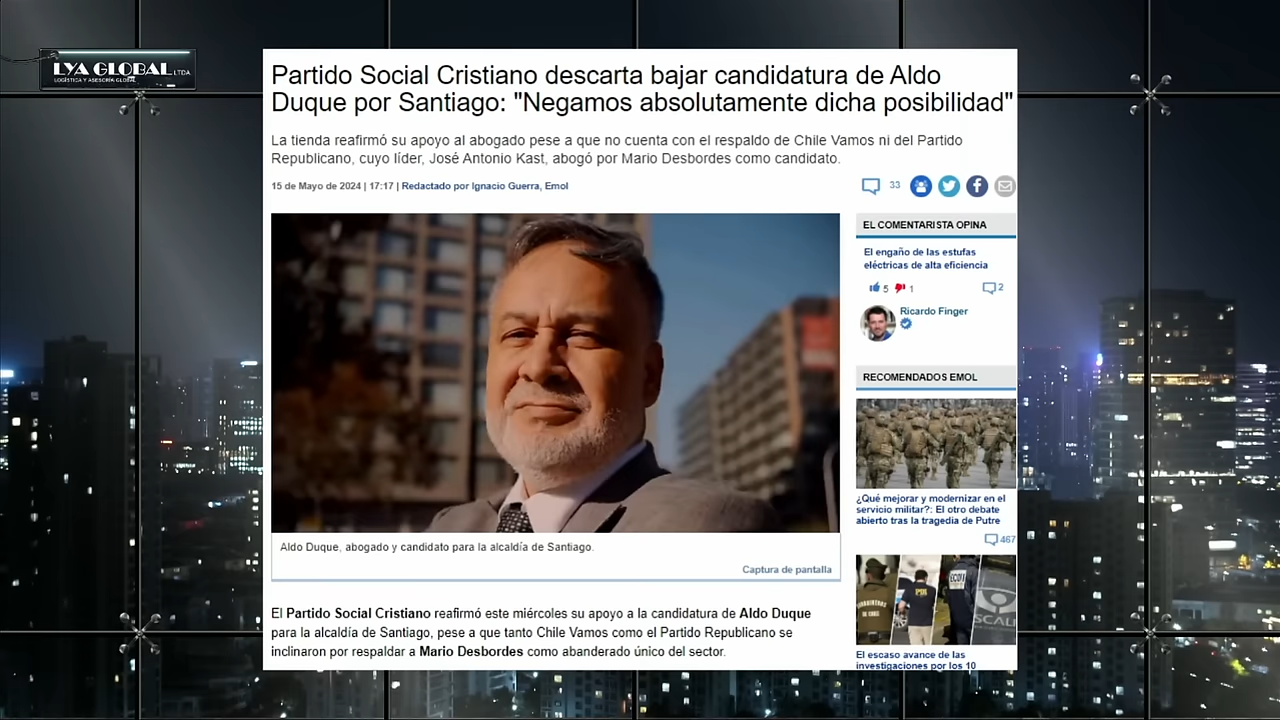 LYA GLOBAL LTDA
LOGÍSTICA Y ASESORÍA GLOBAL
Partido Social Cristiano descarta bajar candidatura de Aldo
Duque por Santiago: "Negamos absolutamente dicha posibilidad"
La tienda reafirmó su apoyo al abogado pese a que no cuenta con el respaldo de Chile Vamos ni del Partido
Republicano, cuyo líder, José Antonio Kast, abogó por Mario Desbordes como candidato.
15 de Mayo de 2024 | 17:17 | Redactado por Ignacio Guerra, Emol
33
EL COMENTARISTA OPINA
El engaño de las estufas
eléctricas de alta eficiencia
5 1 2
Ricardo Finger
RECOMENDADOS EMOL
¿Qué mejorar y modernizar en el
servicio militar?: El otro debate
abierto tras la tragedia de Putre
467
PDI
El escaso avance de las
investigaciones por los 10
Aldo Duque, abogado y candidato para la alcaldía de Santiago.
Captura de pantalla
El Partido Social Cristiano reafirmó este miércoles su apoyo a la candidatura de Aldo Duque
para la alcaldía de Santiago, pese a que tanto Chile Vamos como el Partido Republicano se
inclinaron por respaldar a Mario Desbordes como abanderado único del sector.